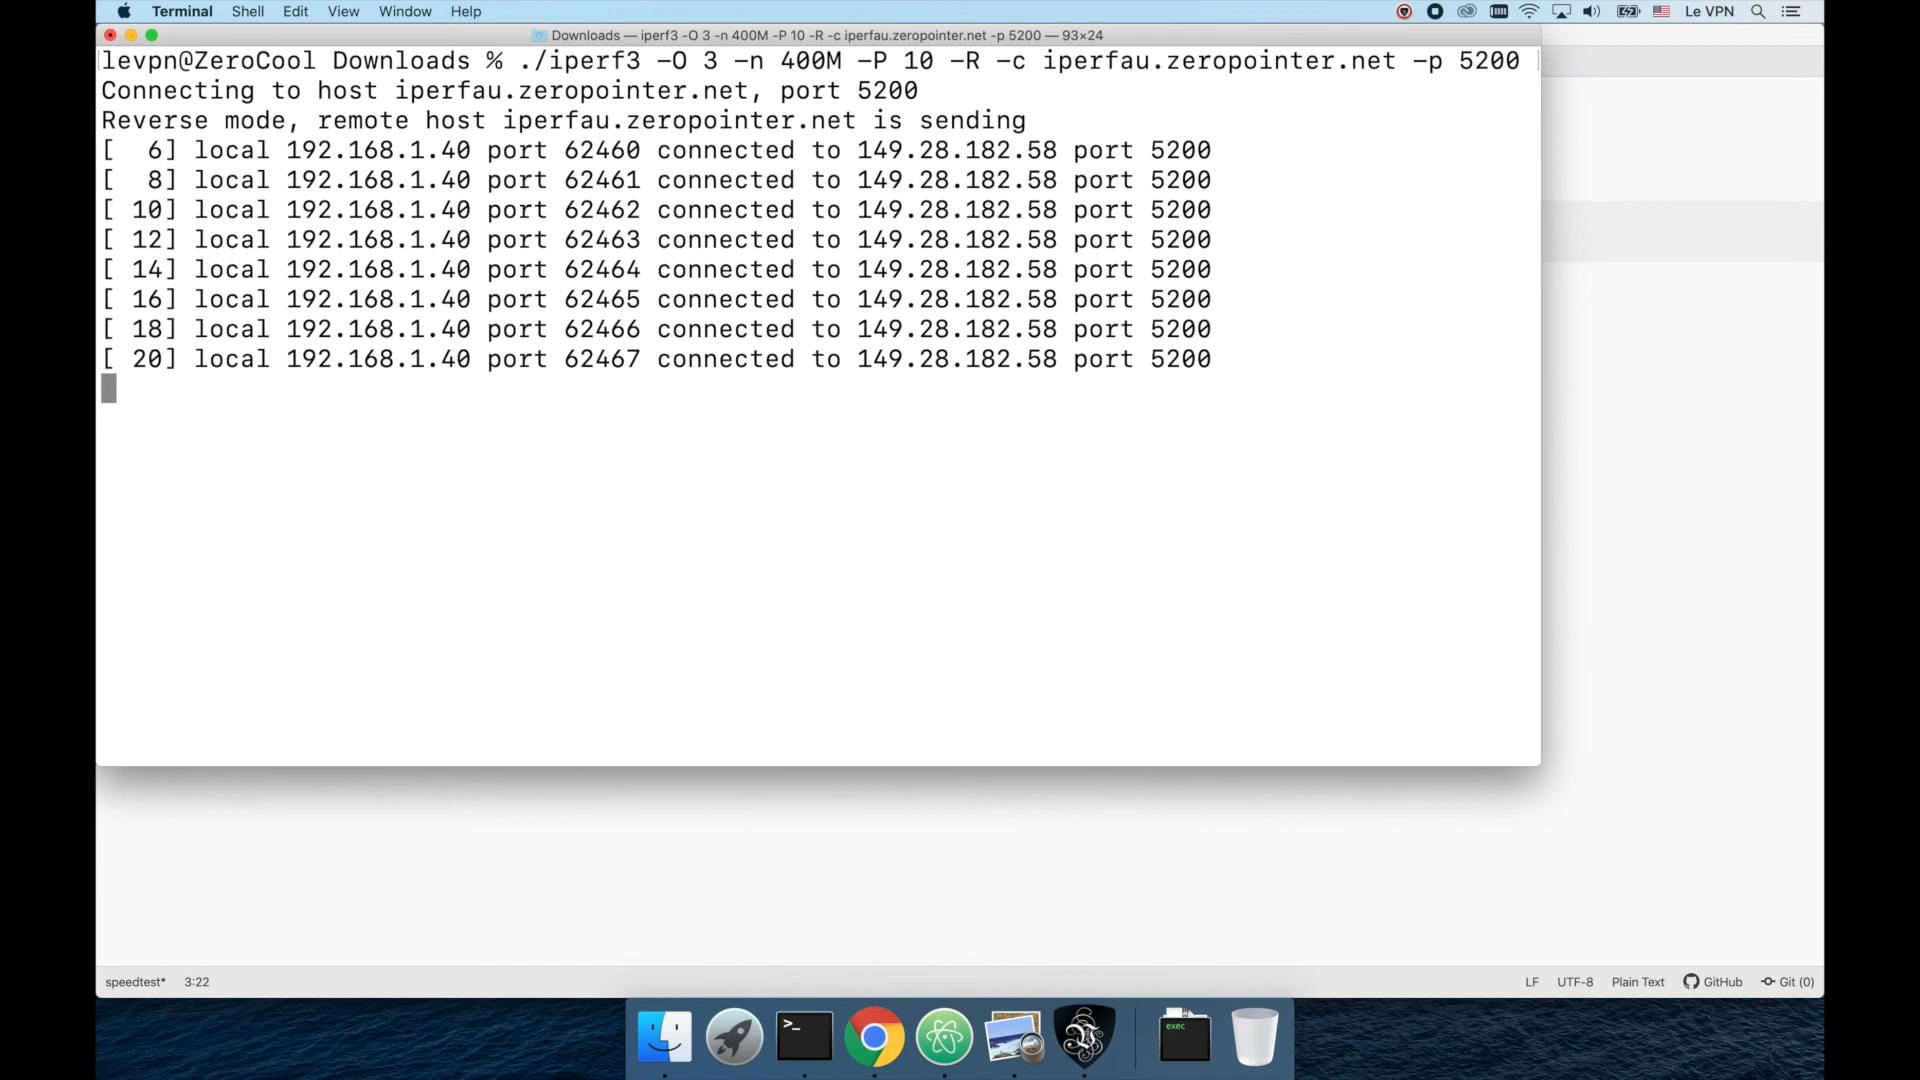 Terminal Shell Edit View Window Help Le VPN
Downloads — iperf3 -O 3 -n 400M -P 10 -R -c iperfau.zeropointer.net -p 5200 — 93×24
levpn@ZeroCool Downloads % ./iperf3 -O 3 -n 400M -P 10 -R -c iperfau.zeropointer.net -p 5200
Connecting to host iperfau.zeropointer.net, port 5200
Reverse mode, remote host iperfau.zeropointer.net is sending
[  6] local 192.168.1.40 port 62460 connected to 149.28.182.58 port 5200
[  8] local 192.168.1.40 port 62461 connected to 149.28.182.58 port 5200
[ 10] local 192.168.1.40 port 62462 connected to 149.28.182.58 port 5200
[ 12] local 192.168.1.40 port 62463 connected to 149.28.182.58 port 5200
[ 14] local 192.168.1.40 port 62464 connected to 149.28.182.58 port 5200
[ 16] local 192.168.1.40 port 62465 connected to 149.28.182.58 port 5200
[ 18] local 192.168.1.40 port 62466 connected to 149.28.182.58 port 5200
[ 20] local 192.168.1.40 port 62467 connected to 149.28.182.58 port 5200
speedtest* 3:22 LF UTF-8 Plain Text GitHub Git (0)
>_
exec